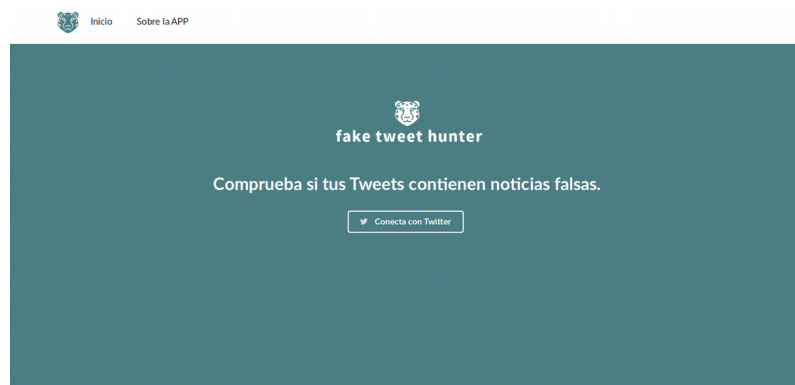 Inicio Sobre la APP
fake tweet hunter
Comprueba si tus Tweets contienen noticias falsas.
Conecta con Twitter